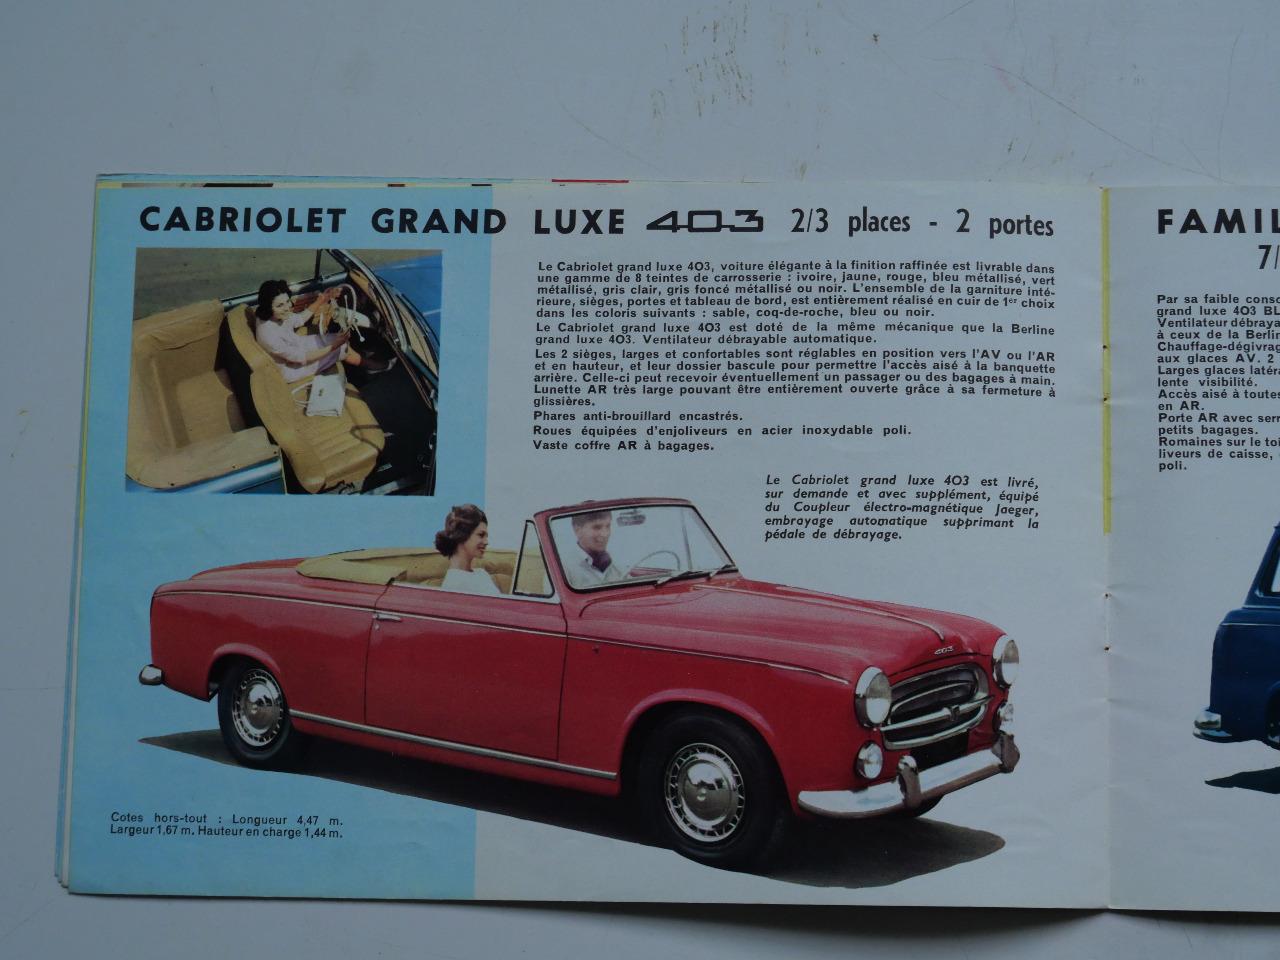 CABRIOLET GRAND LUXE 403 2/3 places - 2 portes
Le Cabriolet grand luxe 403, voiture élégante à la finition raffinée est livrable dans
une gamme de 8 teintes de carrosserie : ivoire, jaune, rouge, bleu métallisé, vert
métallisé, gris clair, gris foncé métallisé ou noir. L'ensemble de la garniture inté-
rieure, sièges, portes et tableau de bord, est entièrement réalisé en cuir de 1er choix
dans les coloris suivants : sable, coq-de-roche, bleu ou noir.
Le Cabriolet grand luxe 403 est doté de la même mécanique que la Berline
grand luxe 403. Ventilateur débrayable automatique.
Les 2 sièges, larges et confortables sont réglables en position vers l'AV ou l'AR
et en hauteur, et leur dossier bascule pour permettre l'accès aisé à la banquette
arrière. Celle-ci peut recevoir éventuellement un passager ou des bagages à main.
Lunette AR très large pouvant être entièrement ouverte grâce à sa fermeture à
glissières.
Phares anti-brouillard encastrés.
Roues équipées d'enjoliveurs en acier inoxydable poli.
Vaste coffre AR à bagages.
Le Cabriolet grand luxe 403 est livré,
sur demande et avec supplément, équipé
du Coupleur électro-magnétique Jaeger,
embrayage automatique supprimant la
pédale de débrayage.
403
Cotes hors-tout : Longueur 4,47 m.
Largeur 1,67 m. Hauteur en charge 1,44 m.
FAMIL
7/
Par sa faible conso
grand luxe 403 BL
Ventilateur débraya
à ceux de la Berlin
Chauffage-dégivrag
aux glaces AV. 2
Larges glaces latéra
lente visibilité.
Accès aisé à toutes
en AR.
Porte AR avec serr
petits bagages.
Romaines sur le toi
liveurs de caisse,
poli.